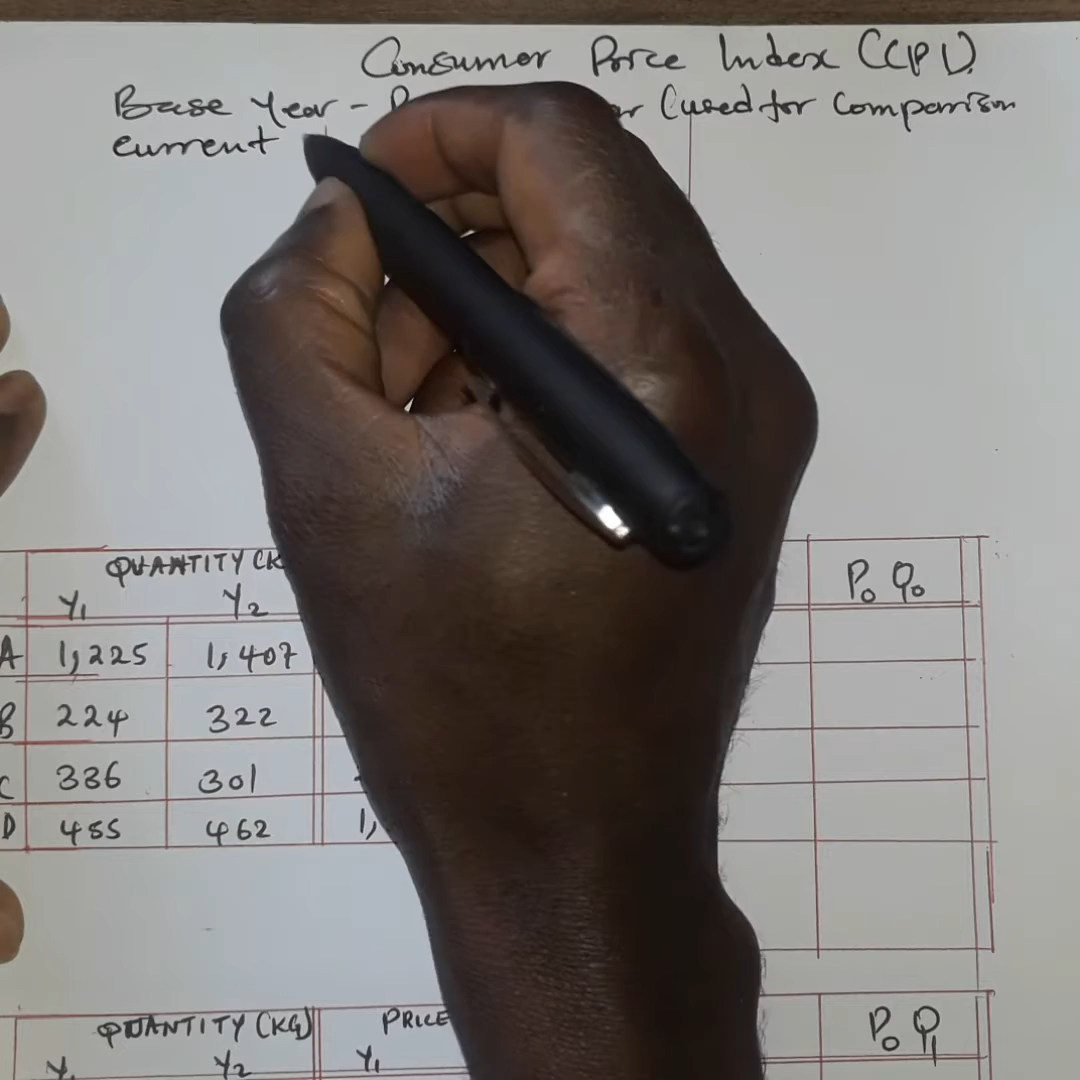 Consumer Price Index (CPI)
Base Year - (used for Comparison
current
QUANTITY (K
Y1 Y2
P0 Q0
A 1,225 1,407
B 224 322
C 336 301
D 455 462 1,
QUANTITY (KG) PRICE
Y1 Y2 Y1
P0 Q1